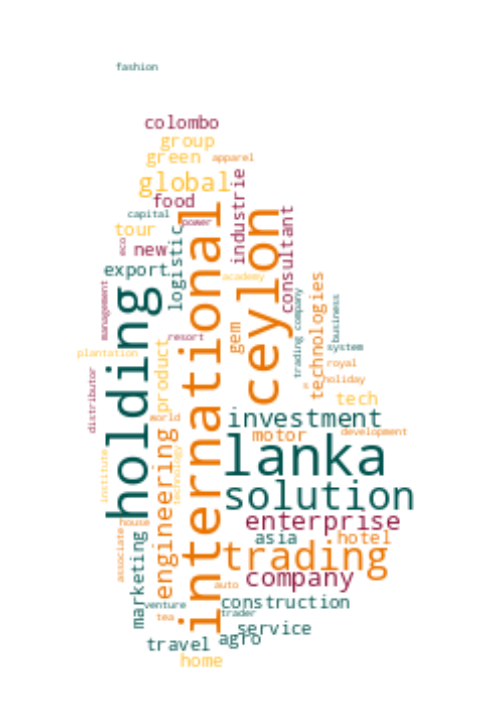 fashion
colombo
group
green
apparel
global
industrie
food
capital
power
international
ceylon
consultant
tour
logistic
new
eco
export
academy
management
holding
gem
technologies
trading company
business
resort
system
plantation
product
royal
distributor
holiday
tech
world
investment
motor
development
engineering
lanka
technology
institute
solution
enterprise
house
associate
marketing
asia
hotel
trading
company
auto
venture
construction
tea
trader
service
agro
travel
home